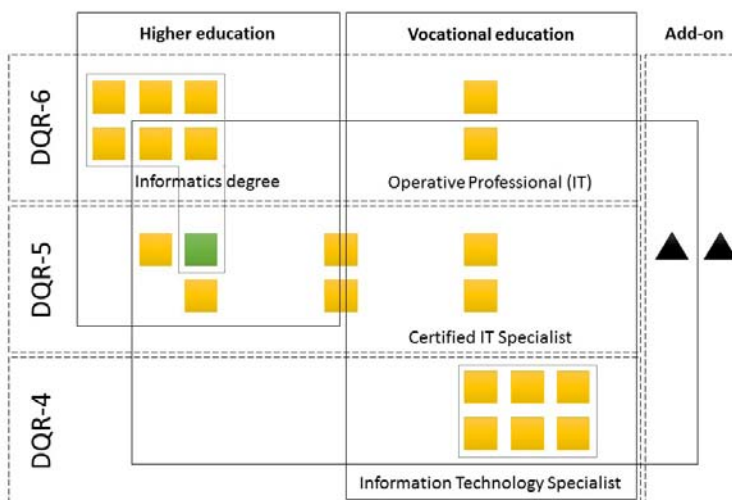 Higher education
Vocational education
Add-on
DQR-6
Informatics degree
Operative Professional (IT)
DQR-5
Certified IT Specialist
DQR-4
Information Technology Specialist